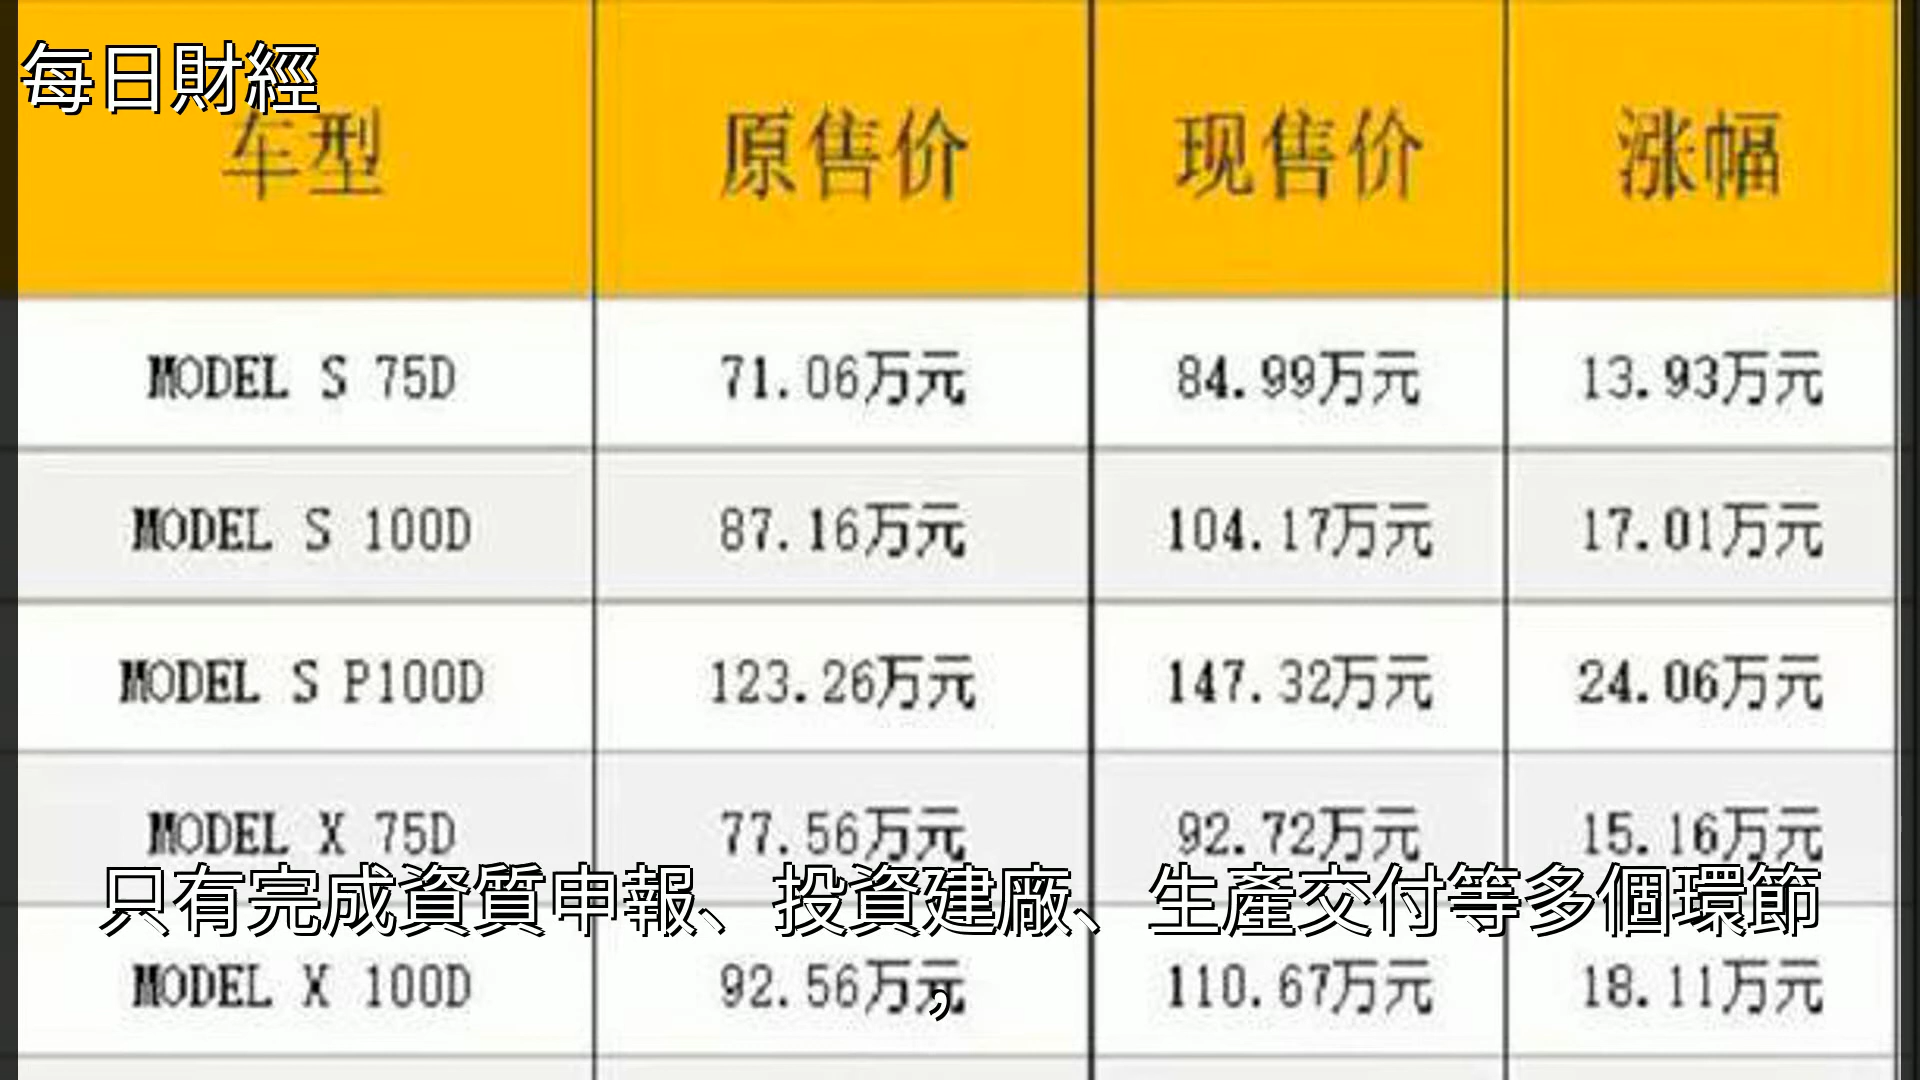 每日財經
车型 原售价 现售价 涨幅
MODEL S 75D 71.06万元 84.99万元 13.93万元
MODEL S 100D 87.16万元 104.17万元 17.01万元
MODEL S P100D 123.26万元 147.32万元 24.06万元
MODEL X 75D 77.56万元 92.72万元 15.16万元
只有完成資質申報、投資建廠、生產交付等多個環節
，
MODEL X 100D 92.56万元 110.67万元 18.11万元